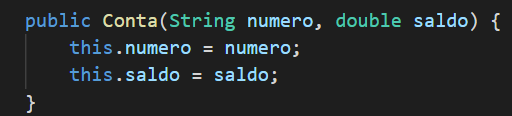 public Conta(String numero, double saldo) {
    this.numero = numero;
    this.saldo = saldo;
}